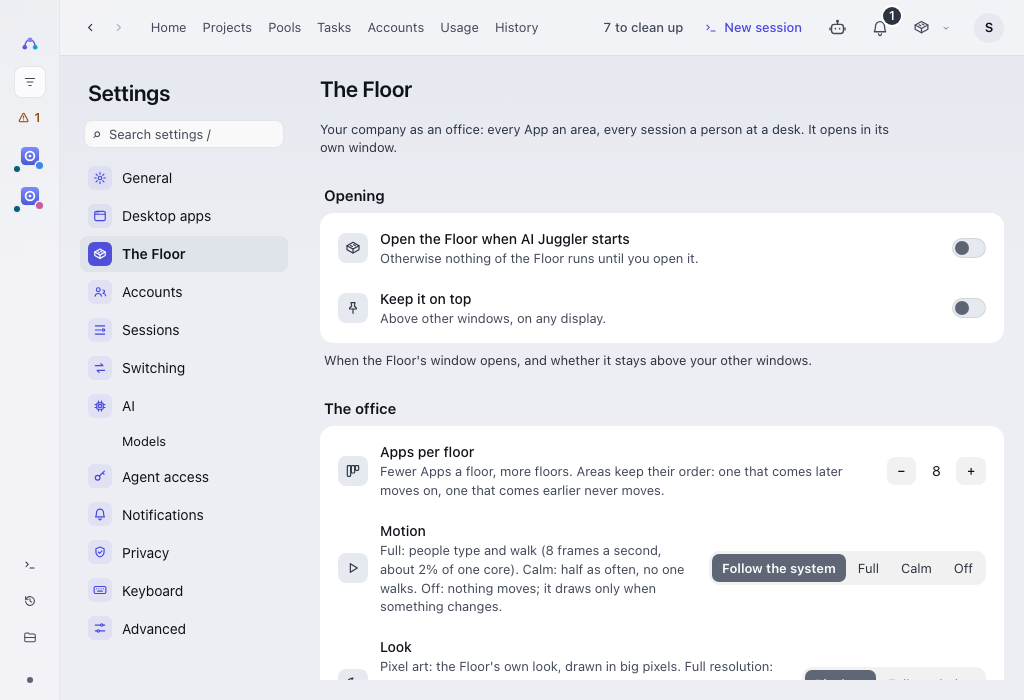 Home Projects Pools Tasks Accounts Usage History 7 to clean up New session 1 S
1
Settings
Search settings /
General
Desktop apps
The Floor
Accounts
Sessions
Switching
AI
Models
Agent access
Notifications
Privacy
Keyboard
Advanced
The Floor
Your company as an office: every App an area, every session a person at a desk. It opens in its
own window.
Opening
Open the Floor when AI Juggler starts
Otherwise nothing of the Floor runs until you open it.
Keep it on top
Above other windows, on any display.
When the Floor's window opens, and whether it stays above your other windows.
The office
Apps per floor
Fewer Apps a floor, more floors. Areas keep their order: one that comes later
moves on, one that comes earlier never moves.
− 8 +
Motion
Full: people type and walk (8 frames a second,
about 2% of one core). Calm: half as often, no one
walks. Off: nothing moves; it draws only when
something changes.
Follow the system Full Calm Off
Look
Pixel art: the Floor's own look, drawn in big pixels. Full resolution: